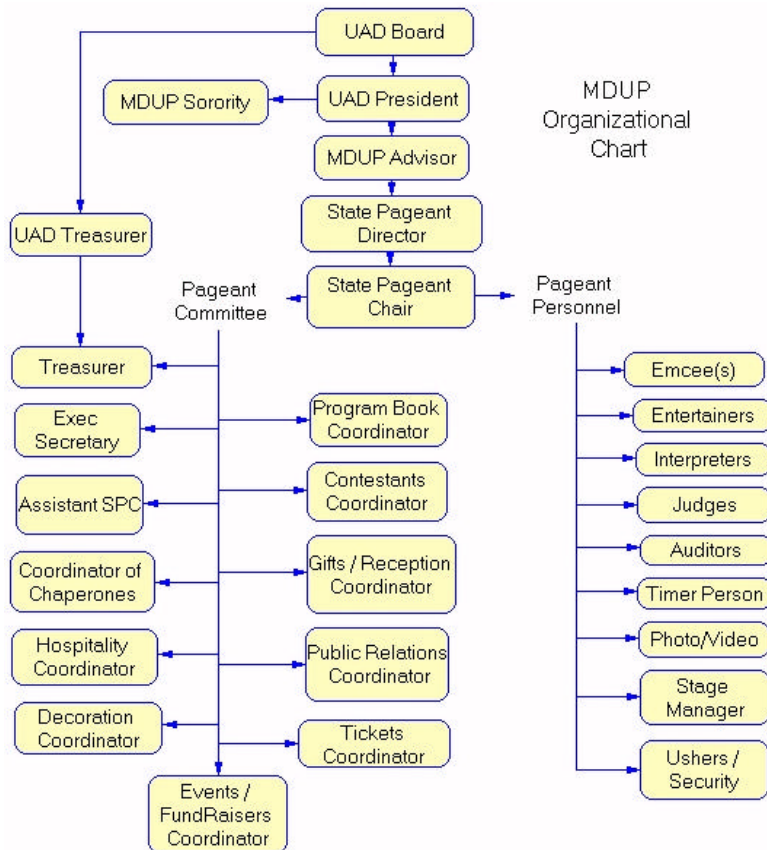 UAD Board
MDUP Sorority
UAD President
MDUP
Organizational
Chart
MDUP Advisor
State Pageant
Director
UAD Treasurer
State Pageant
Chair
Pageant
Committee
Pageant
Personnel
Treasurer
Exec
Secretary
Assistant SPC
Coordinator of
Chaperones
Hospitality
Coordinator
Decoration
Coordinator
Program Book
Coordinator
Contestants
Coordinator
Gifts / Reception
Coordinator
Public Relations
Coordinator
Tickets
Coordinator
Events /
FundRaisers
Coordinator
Emcee(s)
Entertainers
Interpreters
Judges
Auditors
Timer Person
Photo/Video
Stage
Manager
Ushers /
Security